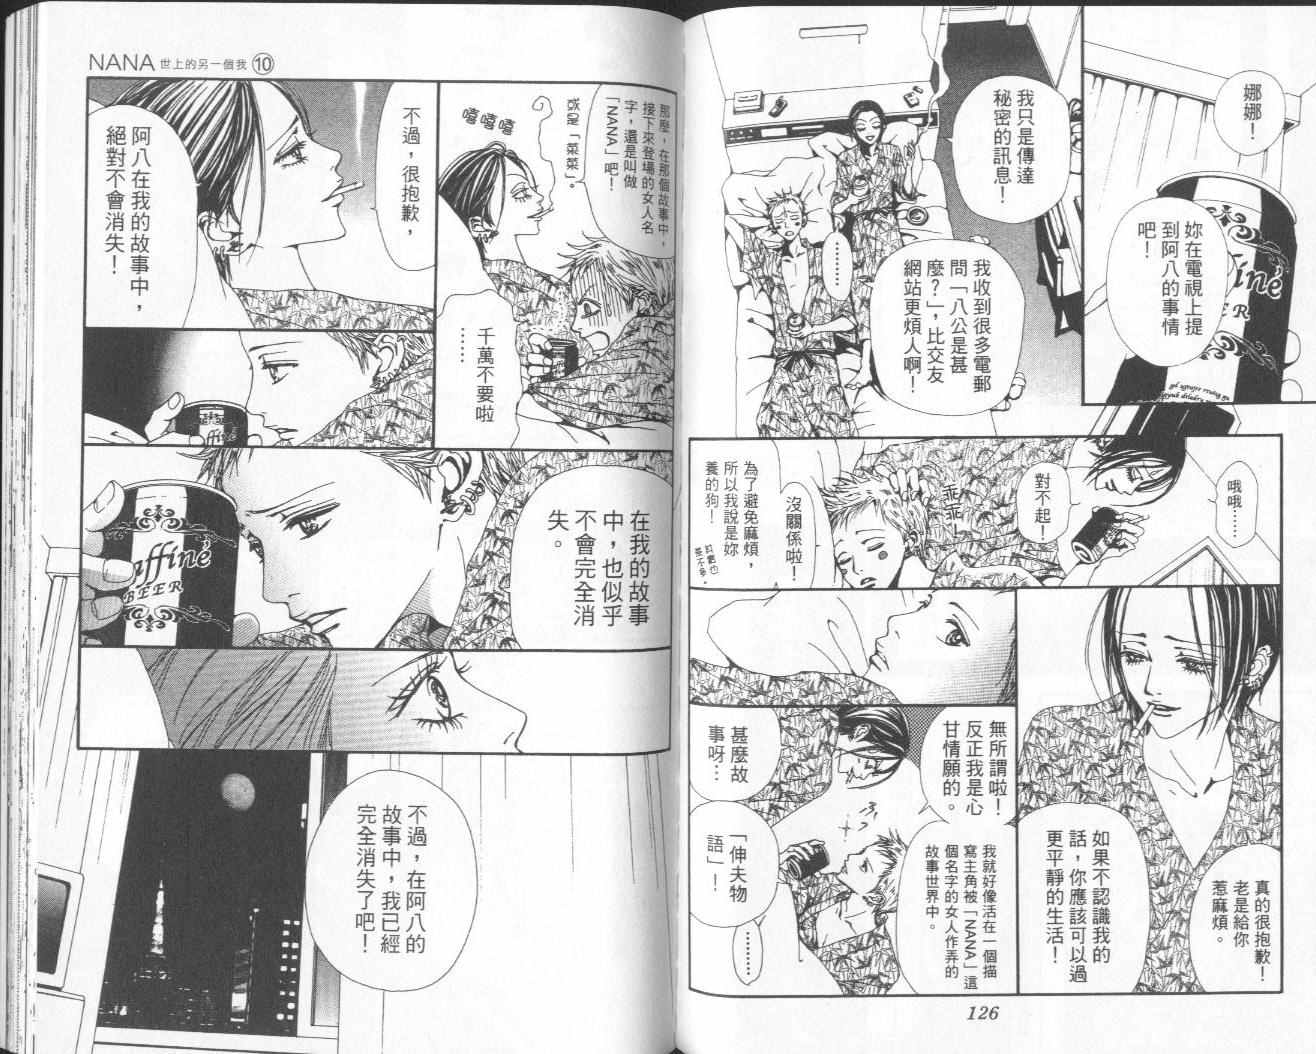 娜娜！
妳在電視上提
到阿八的事情
吧！
我只是傳達
秘密的訊息！
………
我收到很多電郵
問「八公是甚
麼？」，比交友
網站更煩人啊！
哦
哦……
對不起！
乖
乖！
沒關係啦！
為了避免麻煩，
所以我說是妳
養的狗！
真的很抱歉！
老是給你
惹麻煩。
如果不認識我的
話，你應該可以過
更平靜的生活！
無所謂啦！
反正我是心
甘情願的。
我就好像活在一個描
寫主角被「NANA」這
個名字的女人作弄的
故事世界中。
甚麼故
事呀…
「伸夫物
語」！
………
126
NANA 世上的另一個我 10
那麼，在那個故事中，
接下來登場的女人名
字，還是叫做
「NANA」吧！
或是「菜菜」。
嘻嘻嘻
千萬不要啦
……
不過，很抱歉，
阿八在我的故事中，
絕對不會消失！
affiné
在我的故事
中，也似乎
不會完全消
失。
affiné
BEER
不過，在阿八的
故事中，我已經
完全消失了吧！